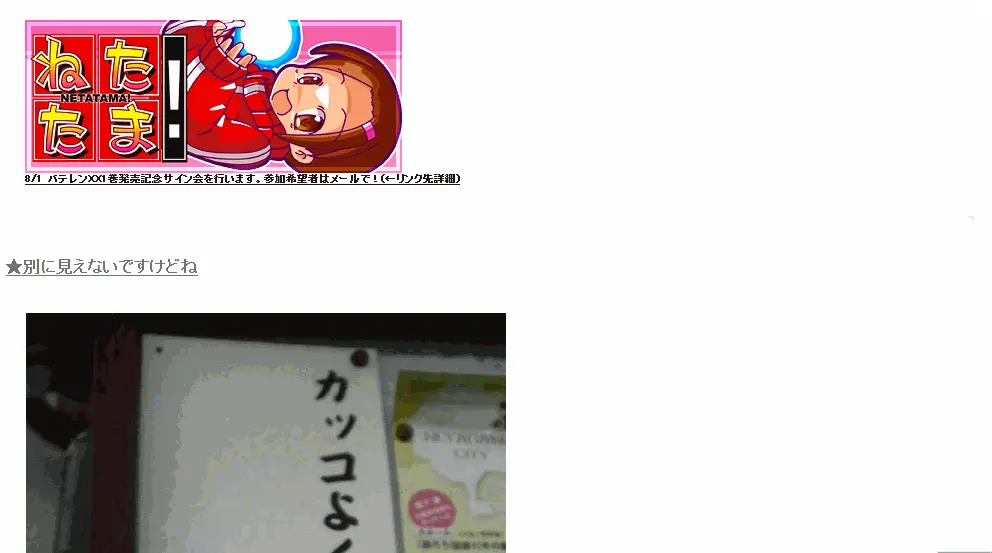 ねた
たま!
NETATAMA!
8/1 バテレンXX1巻発売記念サイン会を行います。参加希望者はメールで！(←リンク先詳細)
★別に見えないですけどね
カッコよく
CITY